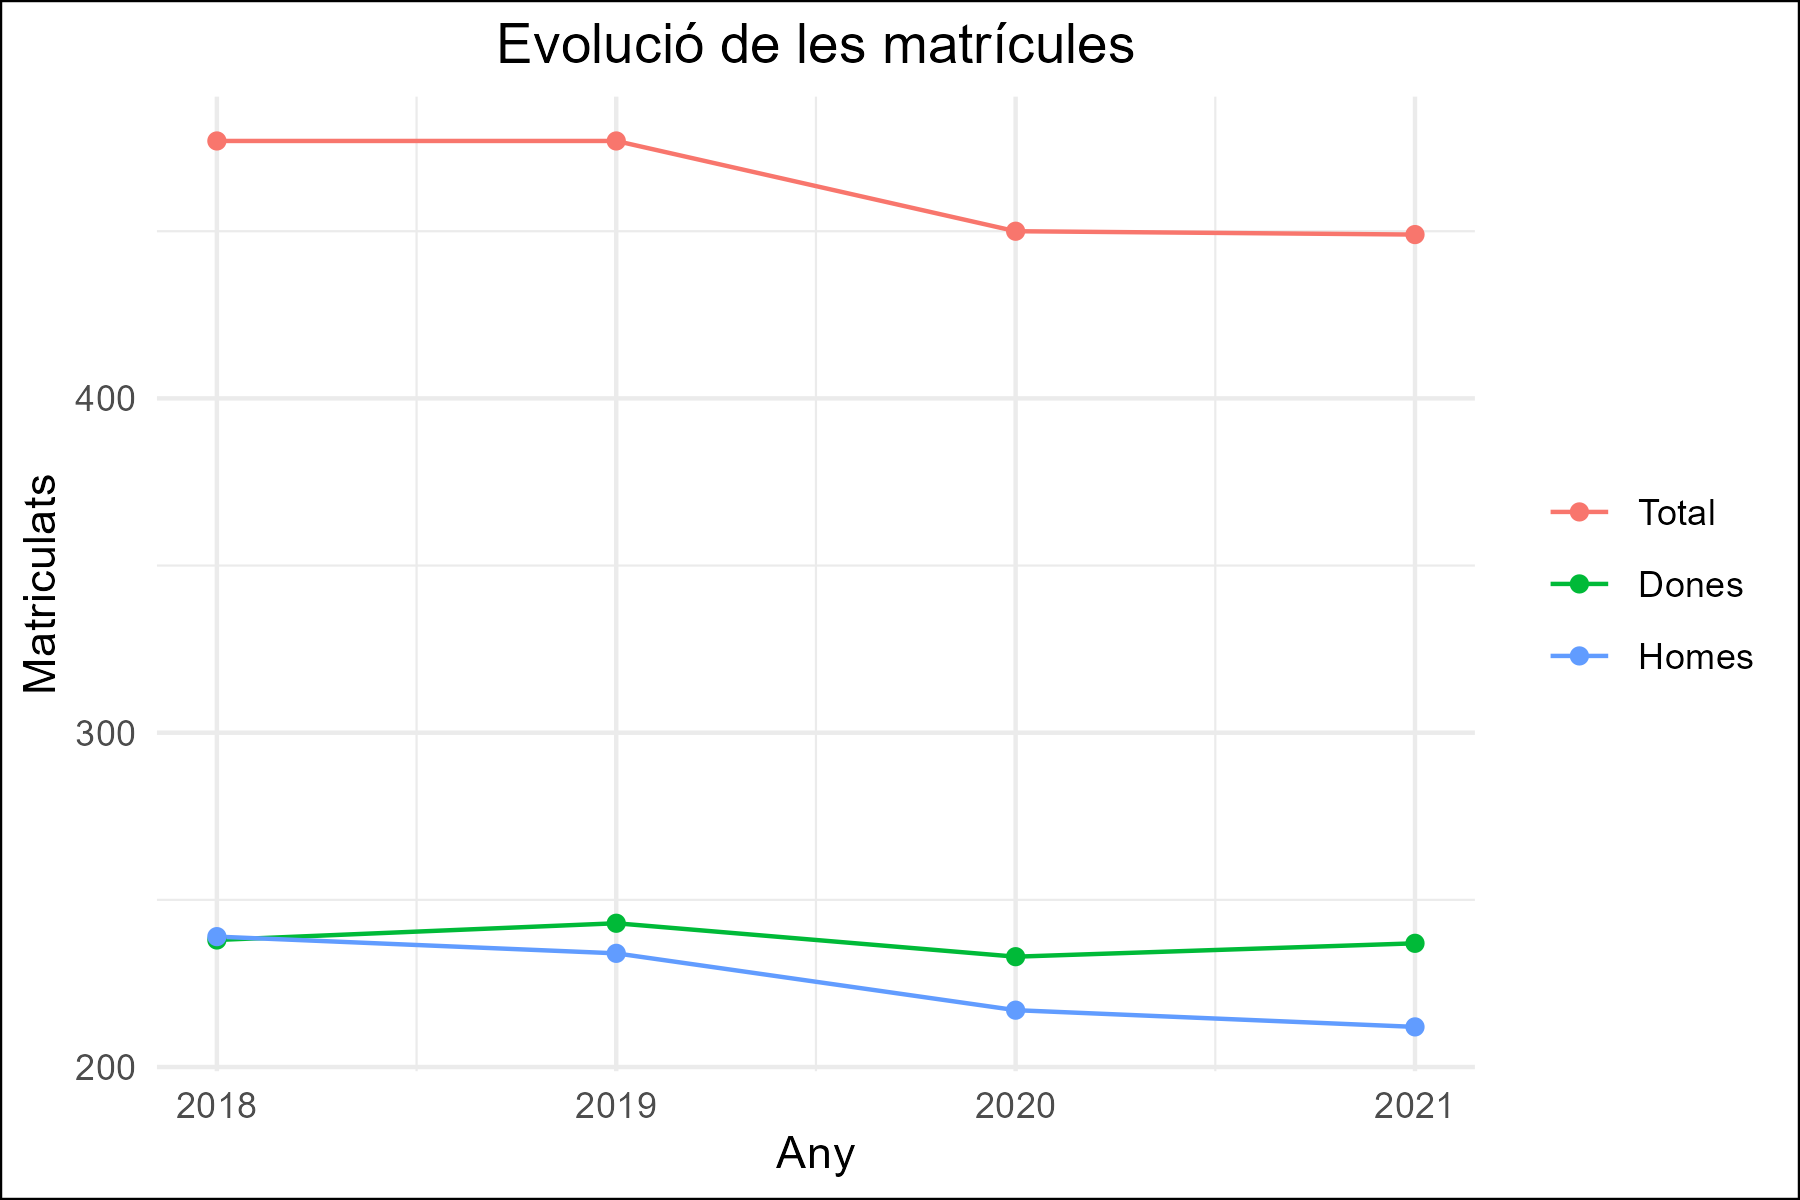 Evolució de les matrícules
Matriculats
400
300
200
2018
2019
2020
2021
Any
Total
Dones
Homes